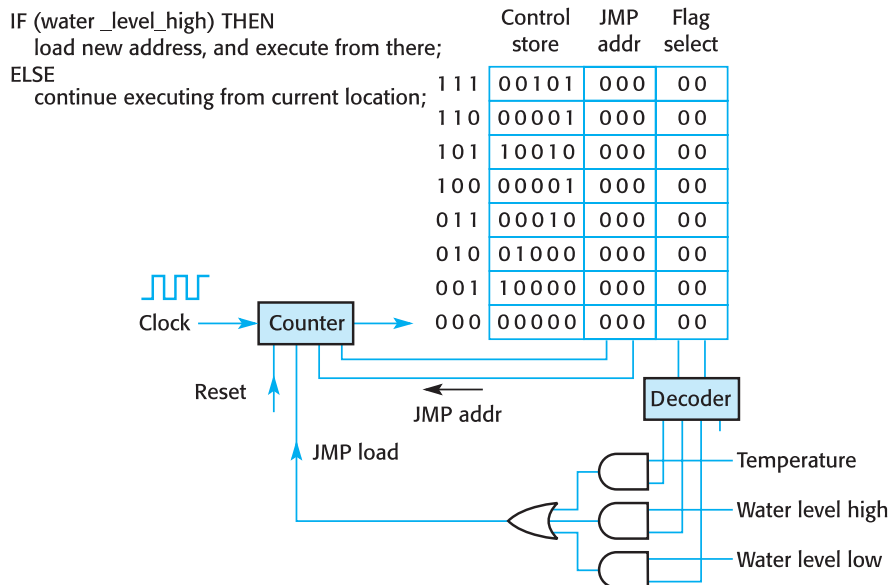 IF (water _level_high) THEN
load new address, and execute from there;
ELSE
continue executing from current location;
Control store
JMP addr
Flag select
111 00101 000 00
110 00001 000 00
101 10010 000 00
100 00001 000 00
011 00010 000 00
010 01000 000 00
001 10000 000 00
000 00000 000 00
Clock
Counter
Reset
JMP addr
Decoder
JMP load
Temperature
Water level high
Water level low